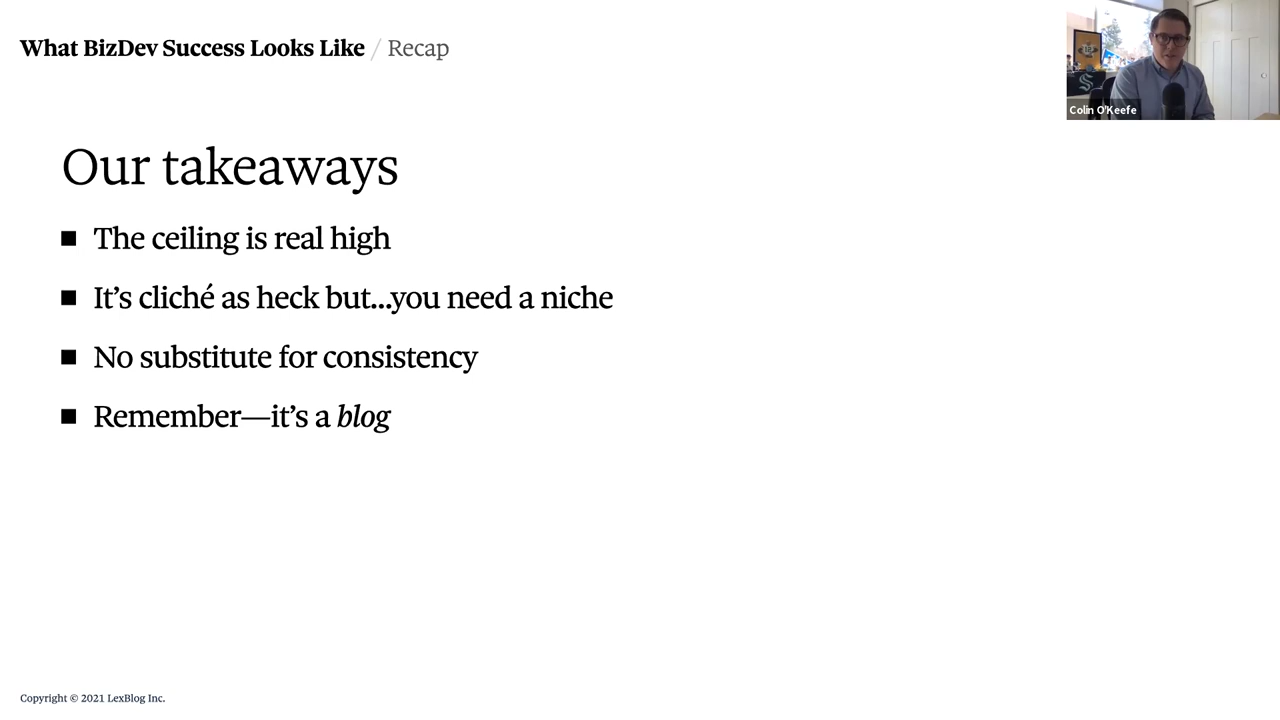 What BizDev Success Looks Like / Recap
Colin O'Keefe
Our takeaways
■ The ceiling is real high
■ It’s cliché as heck but...you need a niche
■ No substitute for consistency
■ Remember—it’s a blog
Copyright © 2021 LexBlog Inc.